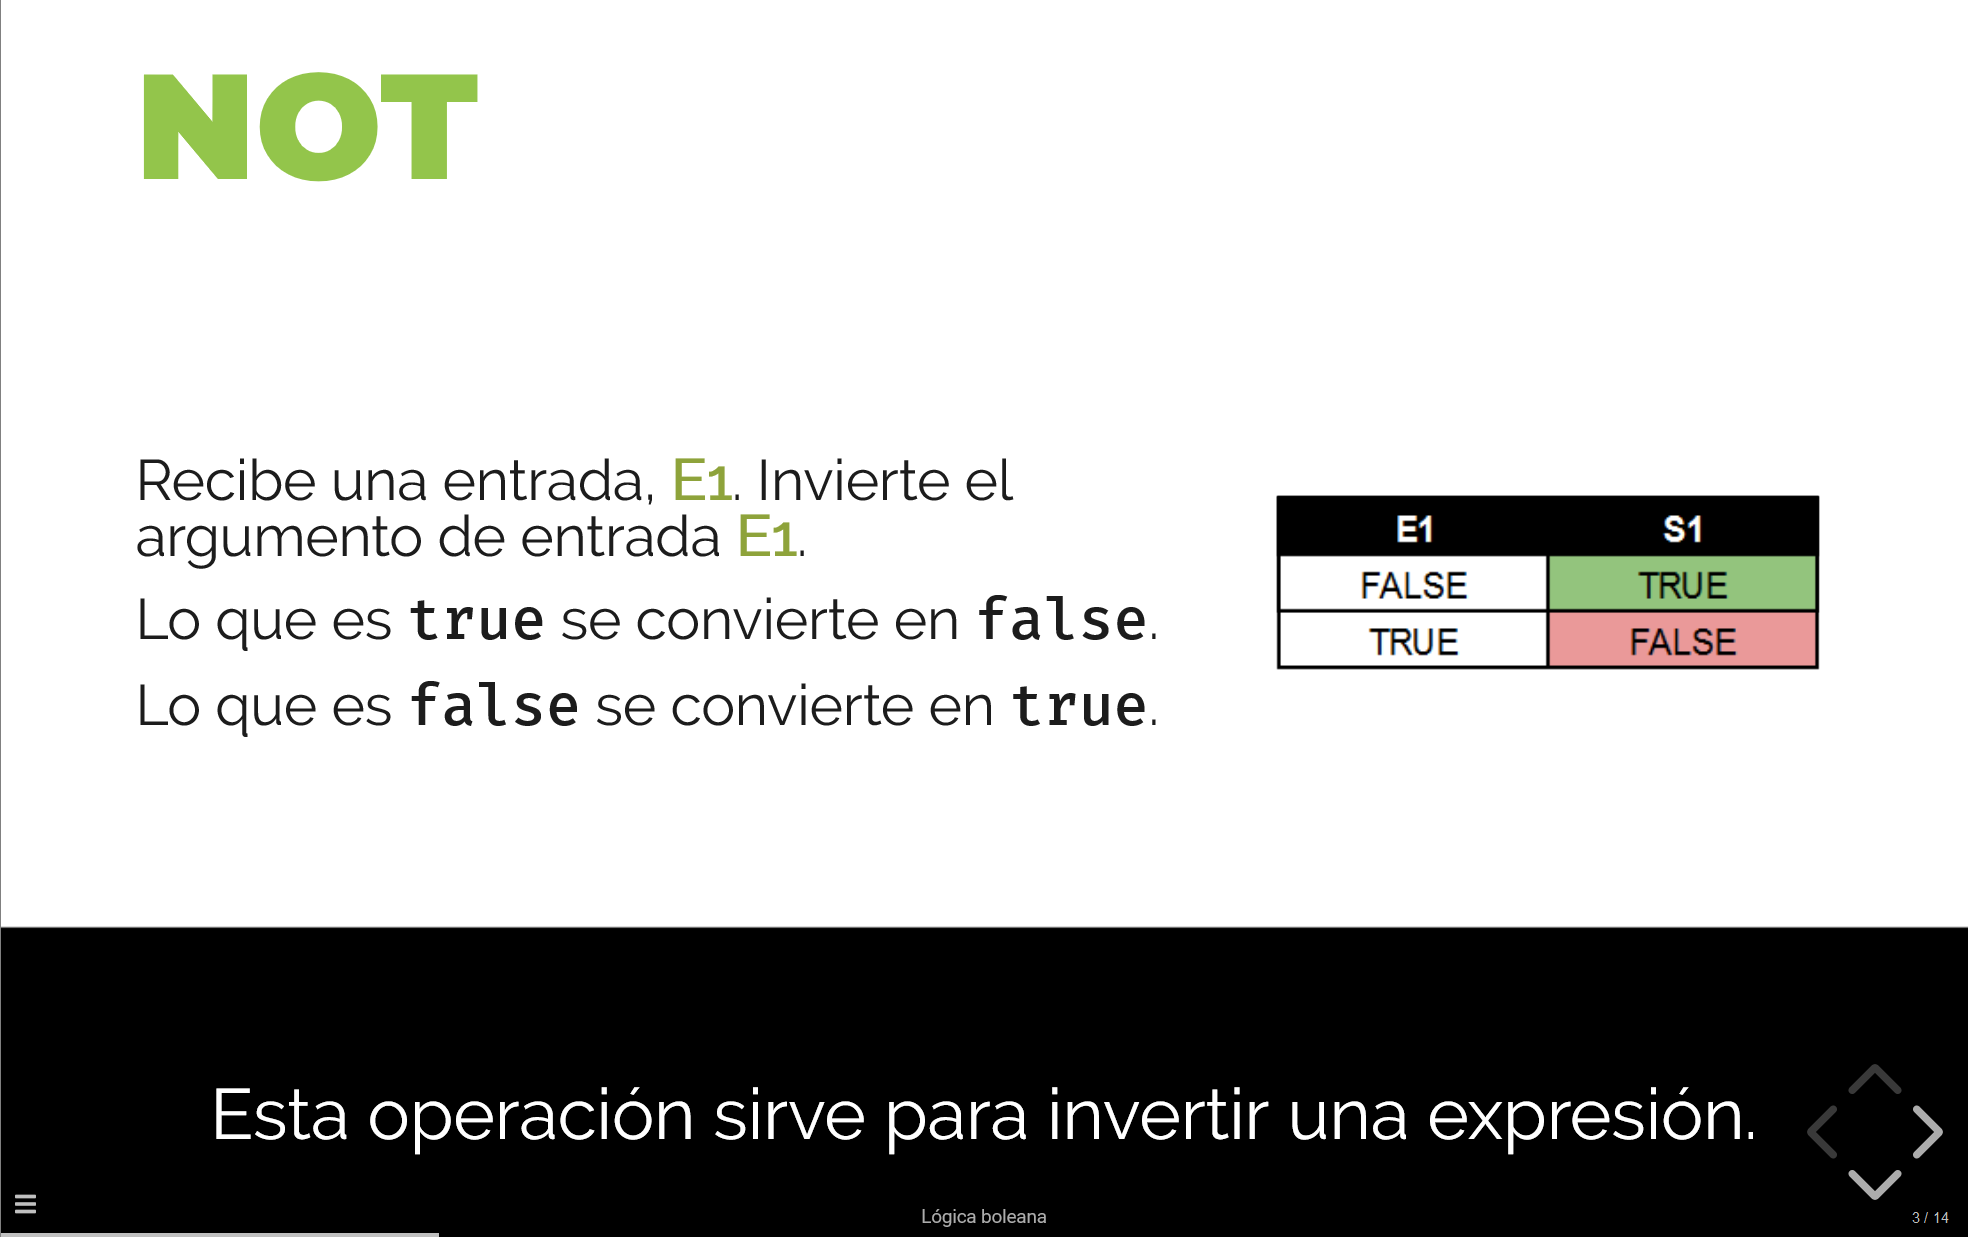 NOT
Recibe una entrada, E1. Invierte el
argumento de entrada E1.
Lo que es true se convierte en false.
Lo que es false se convierte en true.
E1 S1
FALSE TRUE
TRUE FALSE
Esta operación sirve para invertir una expresión.
Lógica boleana
3 / 14